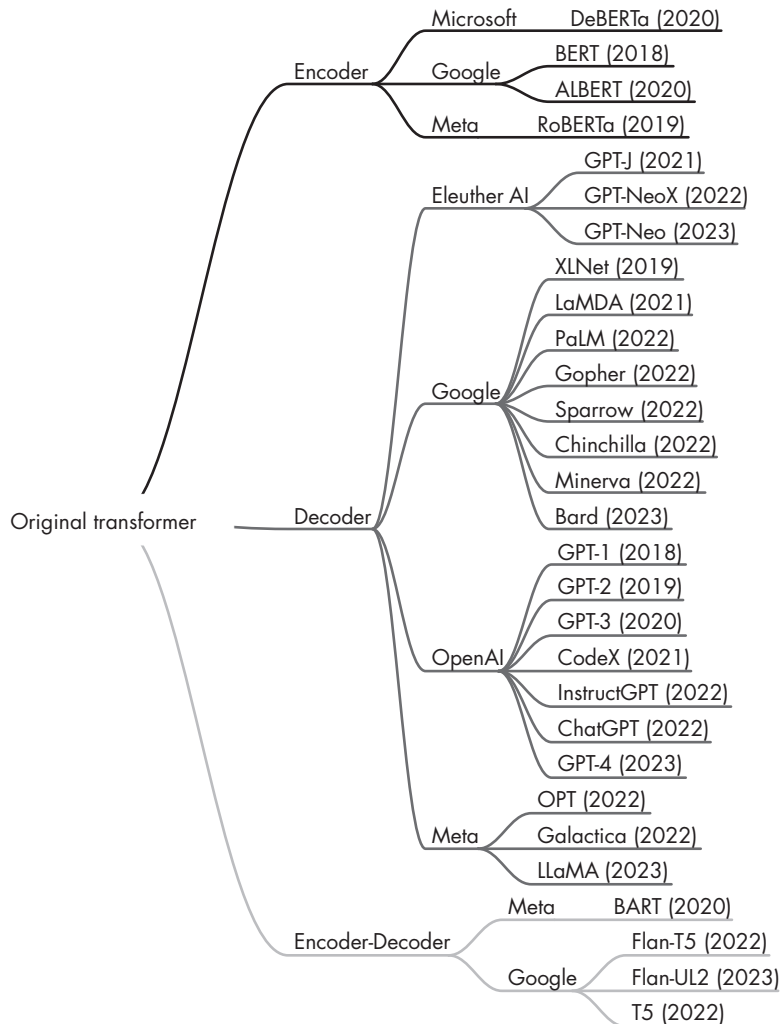 Microsoft DeBERTa (2020)
Encoder
Google
BERT (2018)
ALBERT (2020)
Meta RoBERTa (2019)
Eleuther AI
GPT-J (2021)
GPT-NeoX (2022)
GPT-Neo (2023)
Google
XLNet (2019)
LaMDA (2021)
PaLM (2022)
Gopher (2022)
Sparrow (2022)
Chinchilla (2022)
Minerva (2022)
Bard (2023)
Original transformer
Decoder
OpenAI
GPT-1 (2018)
GPT-2 (2019)
GPT-3 (2020)
CodeX (2021)
InstructGPT (2022)
ChatGPT (2022)
GPT-4 (2023)
Meta
OPT (2022)
Galactica (2022)
LLaMA (2023)
Encoder-Decoder
Meta BART (2020)
Google
Flan-T5 (2022)
Flan-UL2 (2023)
T5 (2022)